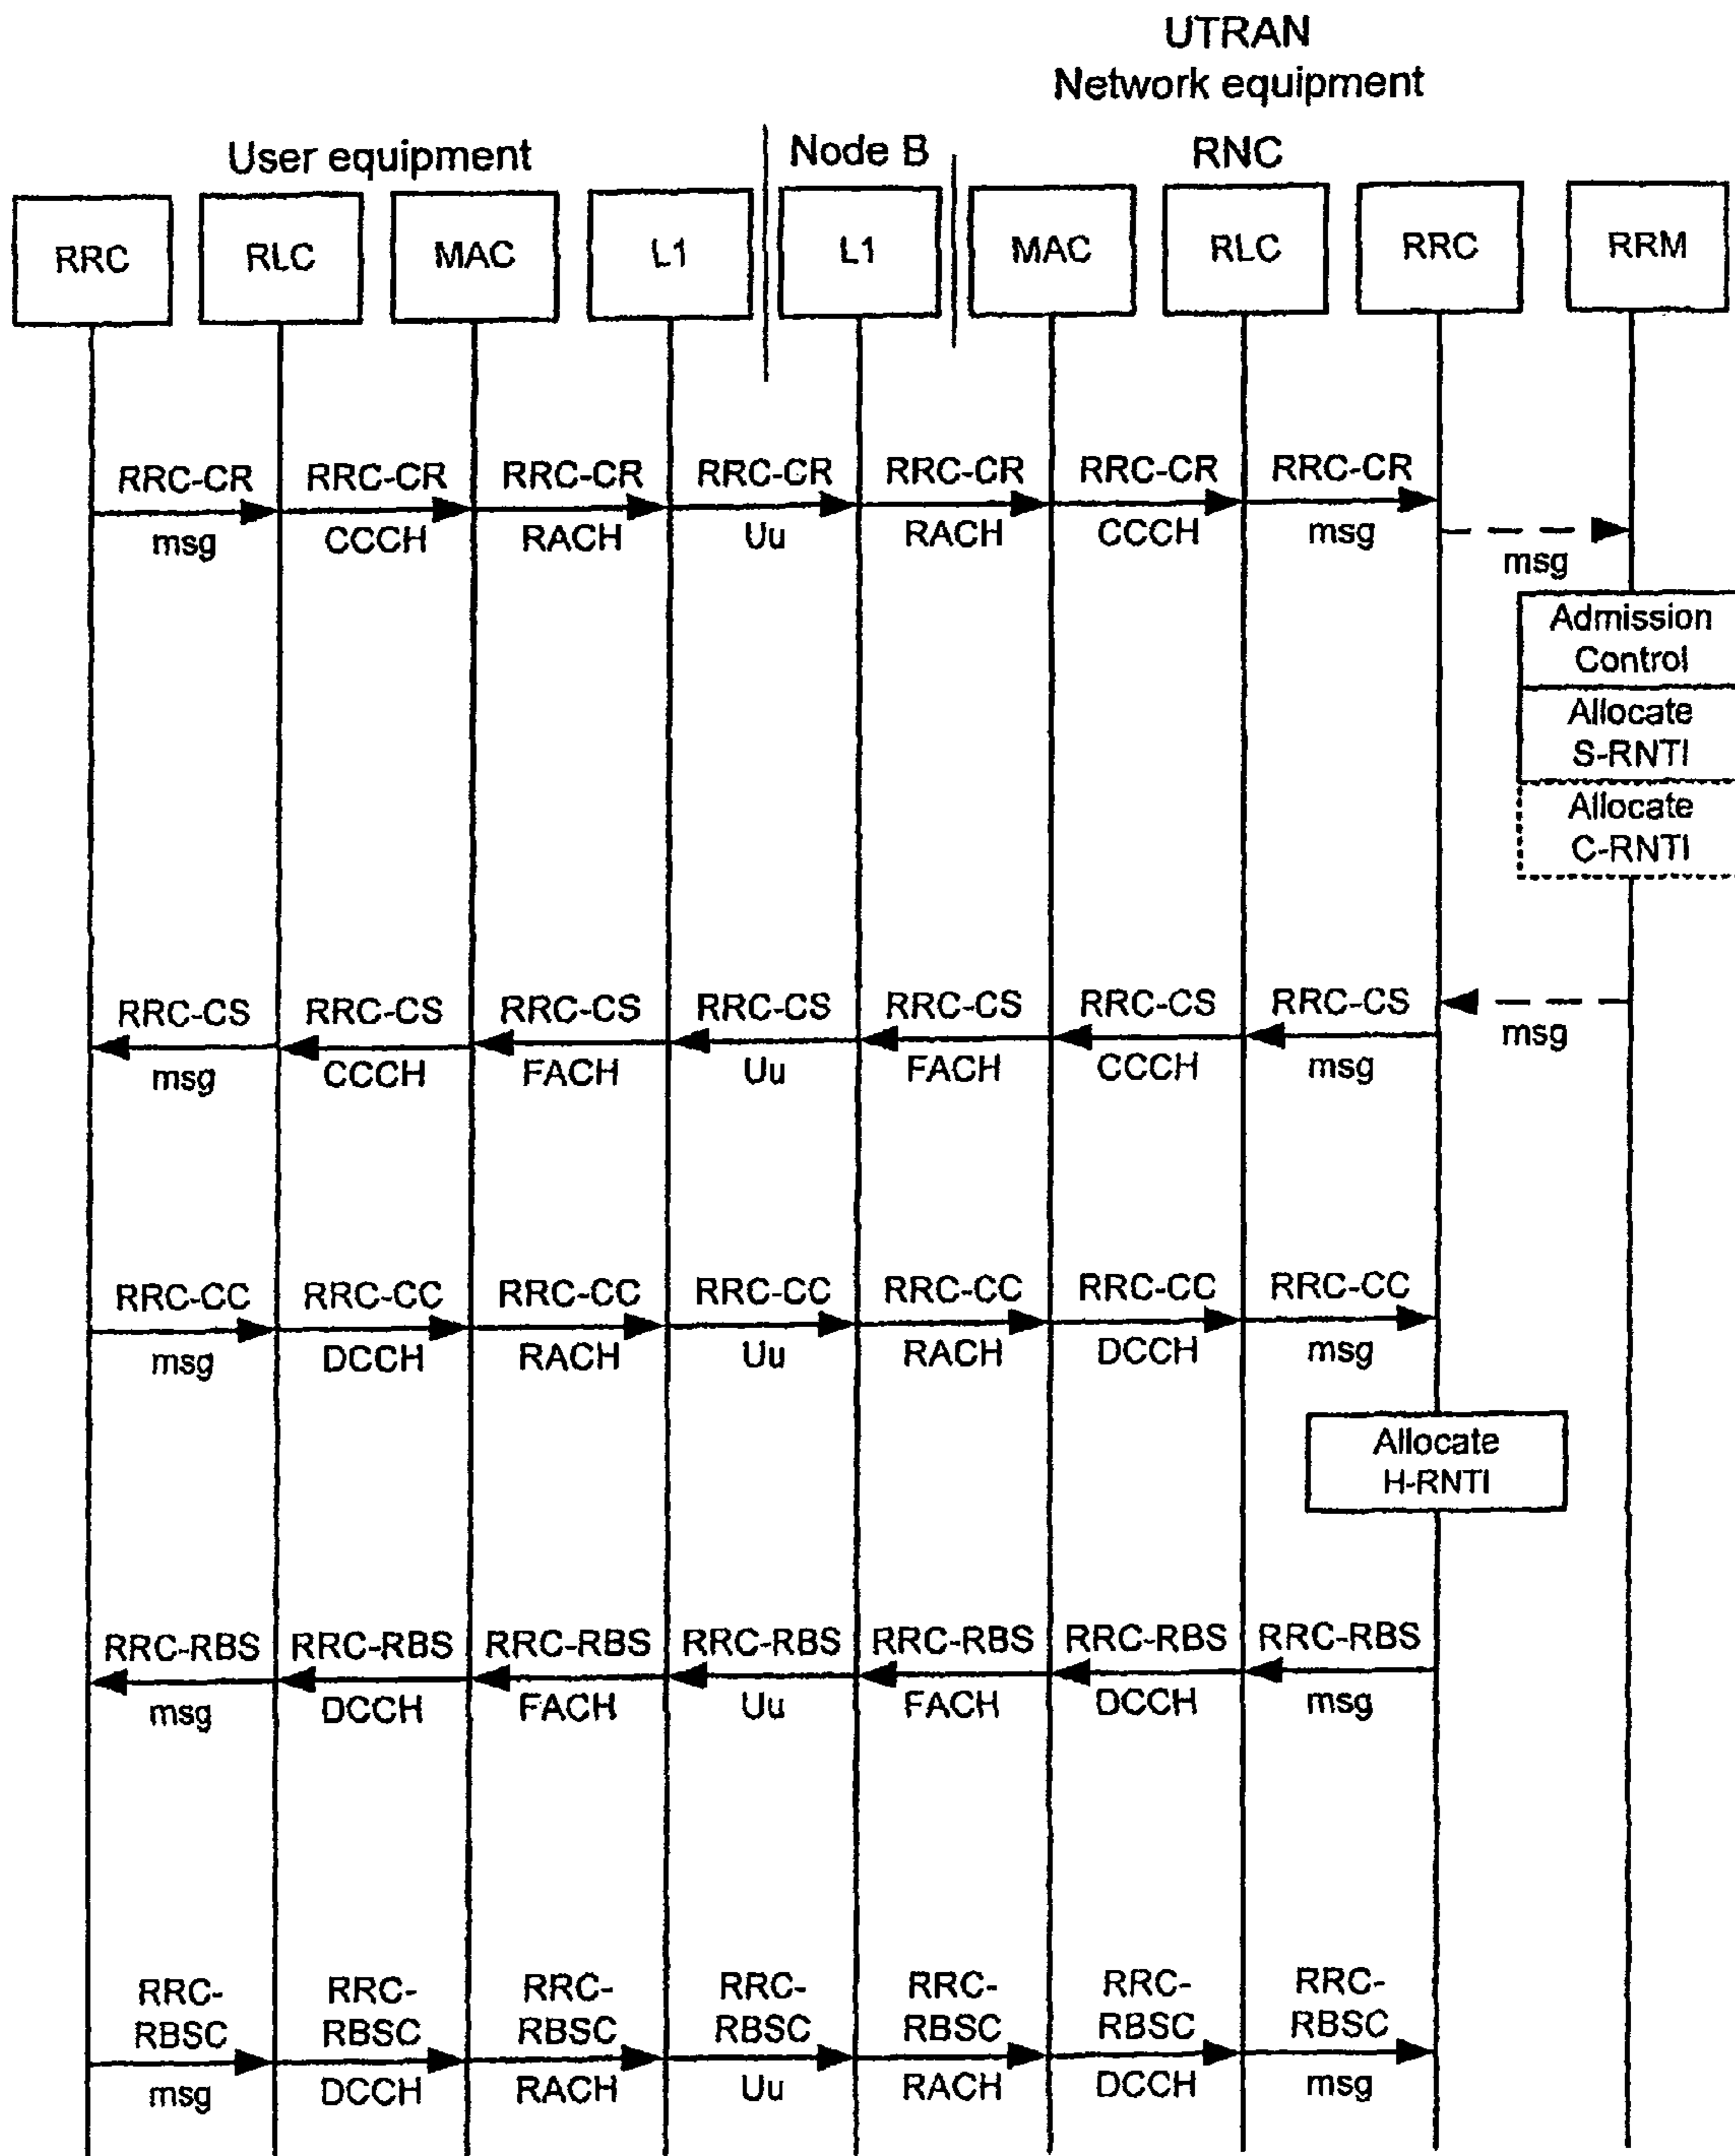 UTRAN
Network equipment
User equipment
Node B
RNC
RRC
RLC
MAC
L1
L1
MAC
RLC
RRC
RRM
RRC-CR
RRC-CR
RRC-CR
RRC-CR
RRC-CR
RRC-CR
RRC-CR
msg
CCCH
RACH
Uu
RACH
CCCH
msg
msg
Admission
Control
Allocate
S-RNTI
Allocate
C-RNTI
RRC-CS
RRC-CS
RRC-CS
RRC-CS
RRC-CS
RRC-CS
RRC-CS
msg
CCCH
FACH
Uu
FACH
CCCH
msg
msg
RRC-CC
RRC-CC
RRC-CC
RRC-CC
RRC-CC
RRC-CC
RRC-CC
msg
DCCH
RACH
Uu
RACH
DCCH
msg
Allocate
H-RNTI
RRC-RBS
RRC-RBS
RRC-RBS
RRC-RBS
RRC-RBS
RRC-RBS
RRC-RBS
msg
DCCH
FACH
Uu
FACH
DCCH
msg
RRC-
RBSC
RRC-
RBSC
RRC-
RBSC
RRC-
RBSC
RRC-
RBSC
RRC-
RBSC
RRC-
RBSC
msg
DCCH
RACH
Uu
RACH
DCCH
msg